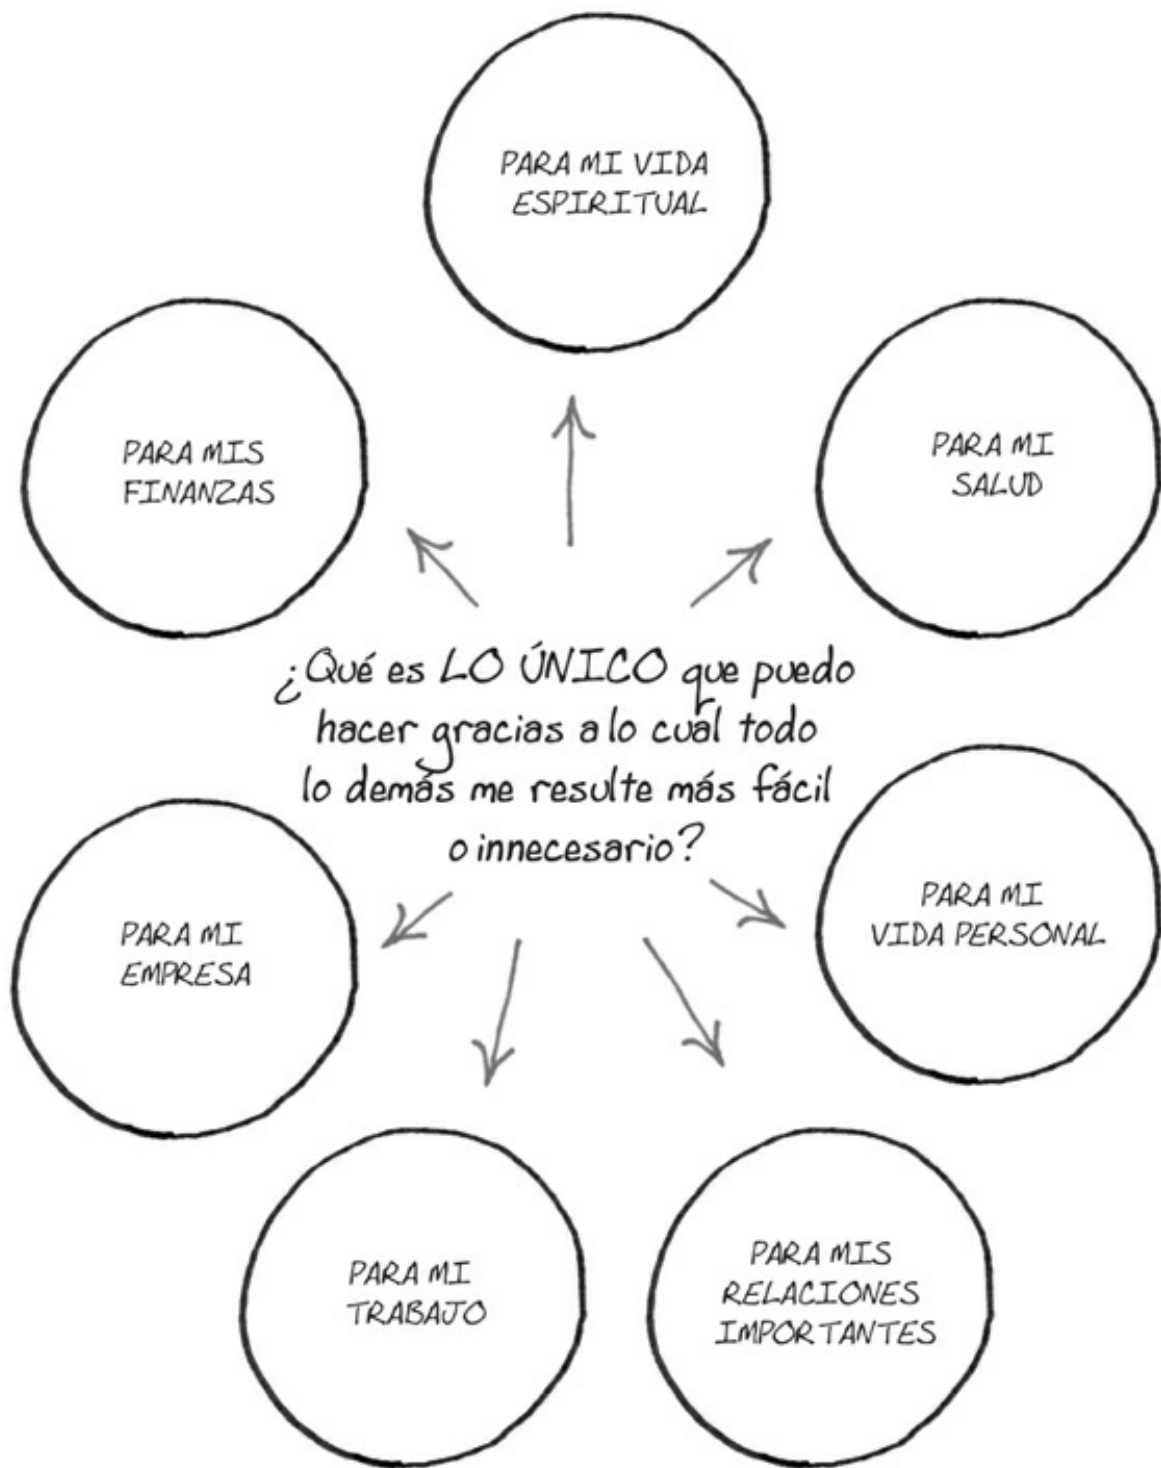 PARA MI VIDA
ESPIRITUAL
PARA MIS
FINANZAS
PARA MI
SALUD
¿Qué es LO ÚNICO que puedo
hacer gracias a lo cual todo
lo demás me resulte más fácil
o innecesario?
PARA MI
EMPRESA
PARA MI
VIDA PERSONAL
PARA MI
TRABAJO
PARA MIS
RELACIONES
IMPORTANTES